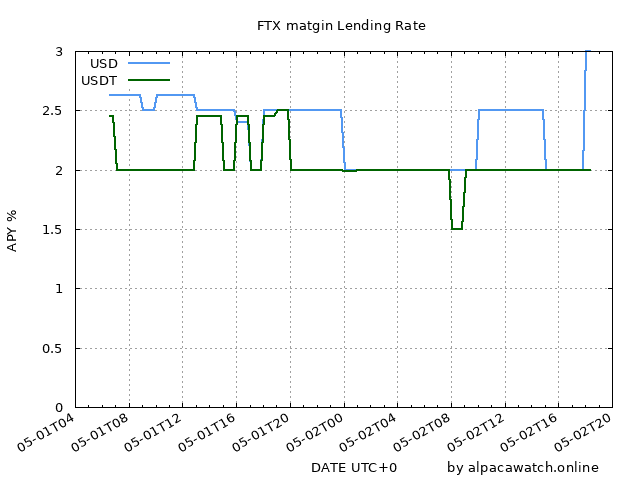 FTX matgin Lending Rate
USD
USDT
3
2.5
2
1.5
1
0.5
0
APY %
05-01T04
05-01T08
05-01T12
05-01T16
05-01T20
05-02T00
05-02T04
05-02T08
05-02T12
05-02T16
05-02T20
DATE UTC+0
by alpacawatch.online